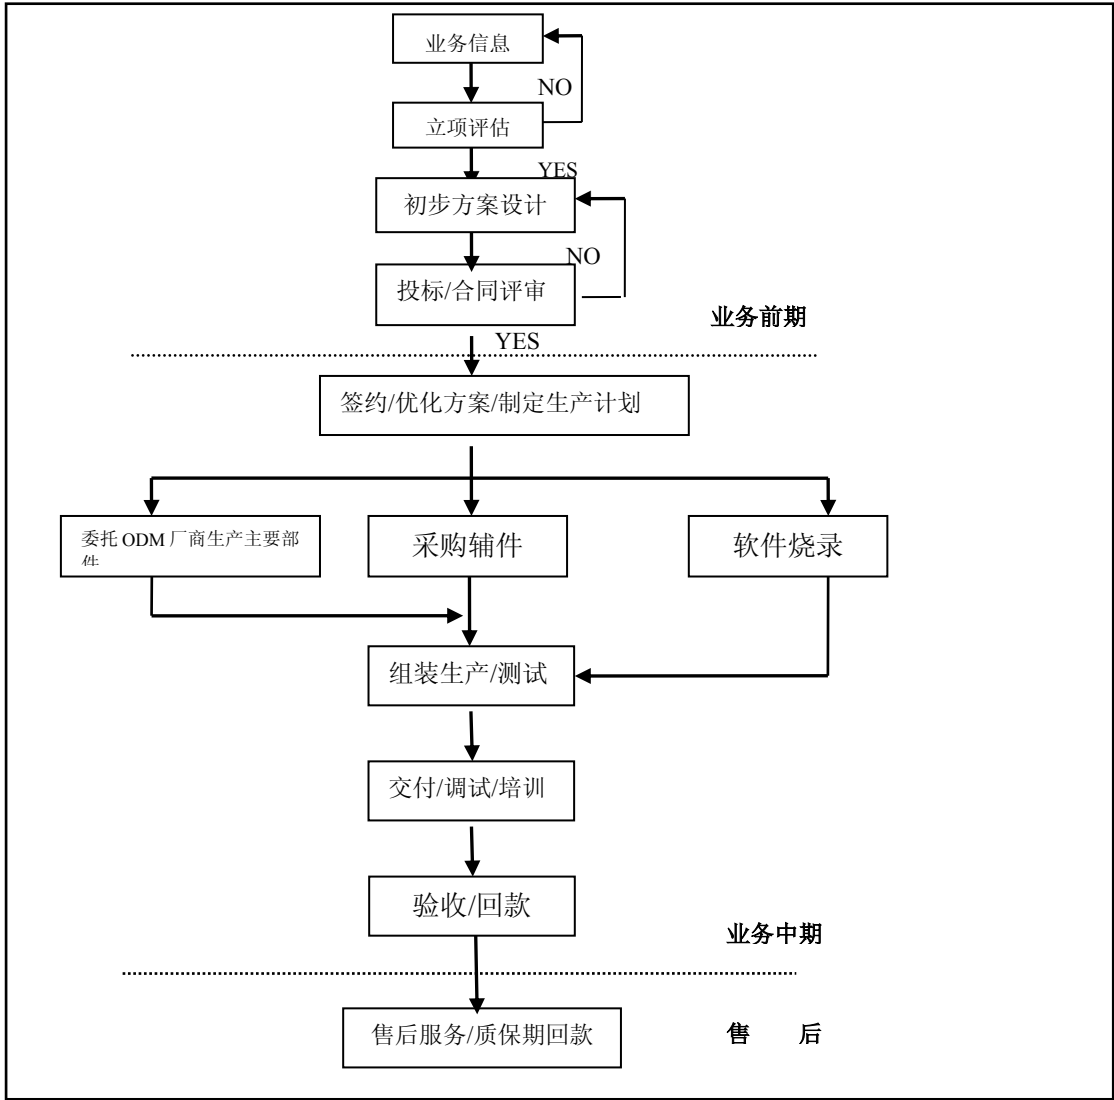 业务信息
NO
立项评估
YES
初步方案设计
NO
投标/合同评审
业务前期
YES
签约/优化方案/制定生产计划
委托 ODM 厂商生产主要部
件
采购辅件
软件烧录
组装生产/测试
交付/调试/培训
验收/回款
业务中期
售后服务/质保期回款
售 后